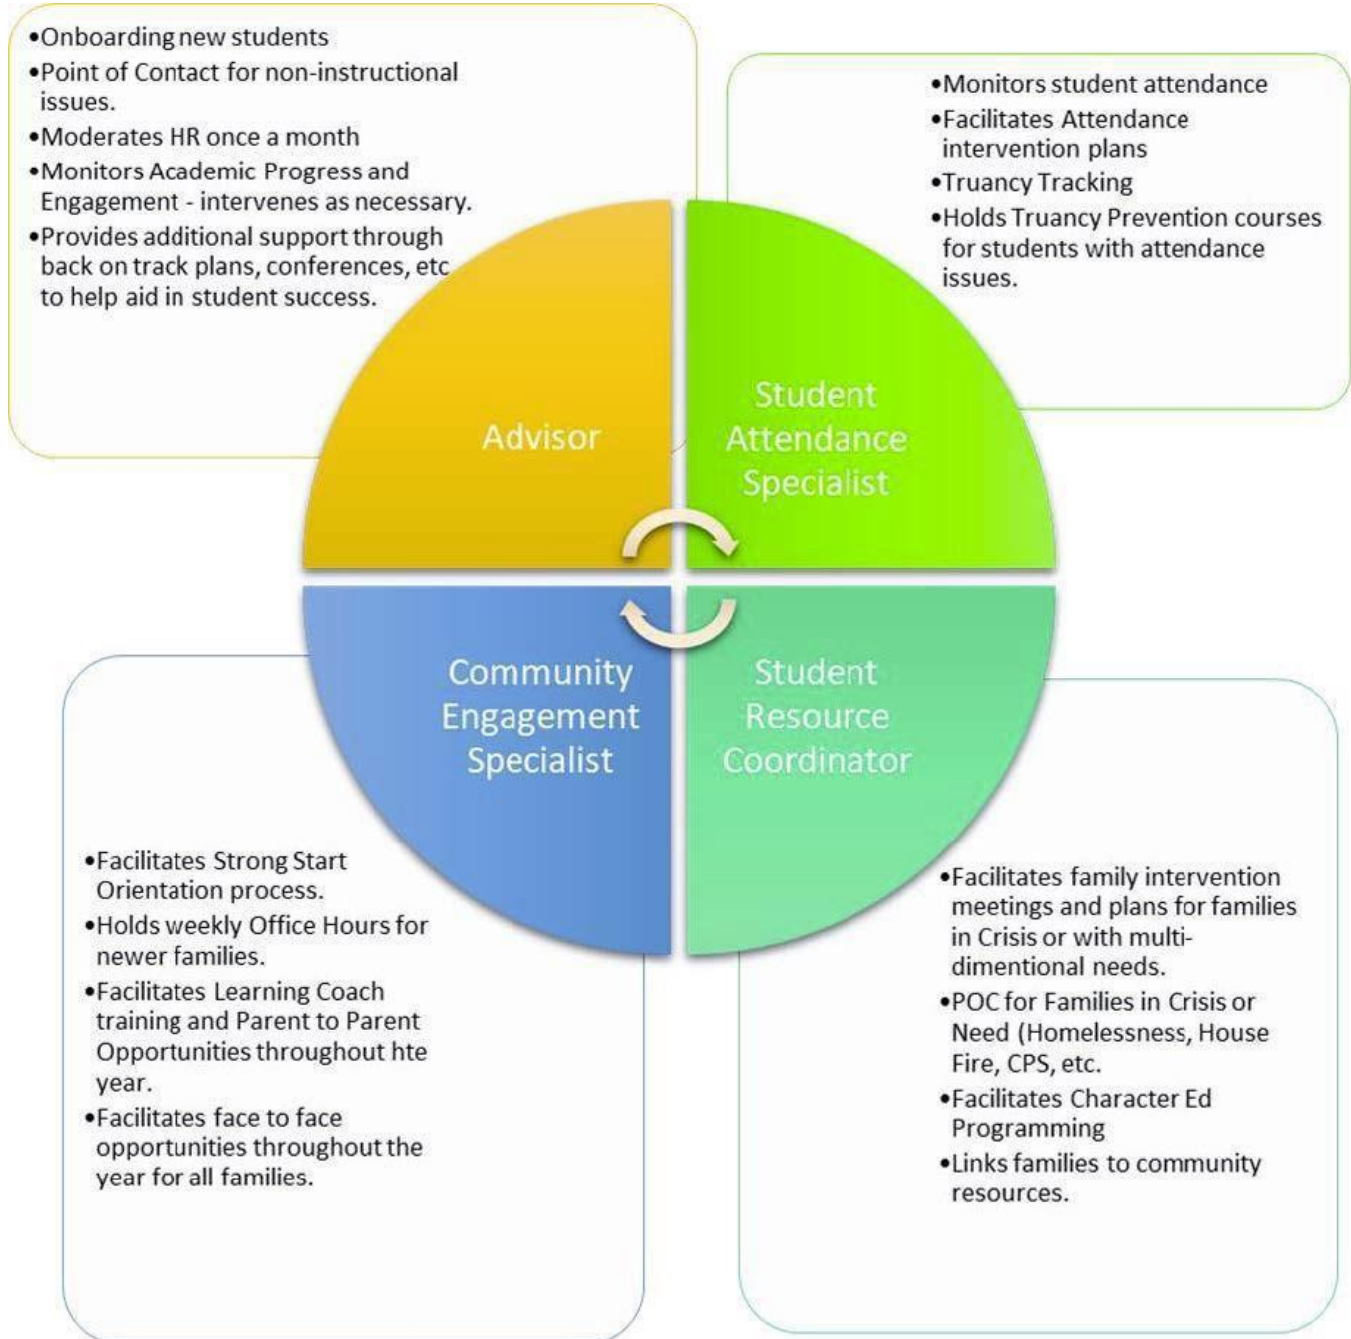 •Onboarding new students
•Point of Contact for non-instructional
issues.
•Moderates HR once a month
•Monitors Academic Progress and
Engagement - intervenes as necessary.
•Provides additional support through
back on track plans, conferences, etc
to help aid in student success.
•Monitors student attendance
•Facilitates Attendance
intervention plans
•Truancy Tracking
•Holds Truancy Prevention courses
for students with attendance
issues.
Advisor
Student
Attendance
Specialist
Community
Engagement
Specialist
Student
Resource
Coordinator
•Facilitates Strong Start
Orientation process.
•Holds weekly Office Hours for
newer families.
•Facilitates Learning Coach
training and Parent to Parent
Opportunities throughout hte
year.
•Facilitates face to face
opportunities throughout the
year for all families.
•Facilitates family intervention
meetings and plans for families
in Crisis or with multi-
dimentional needs.
•POC for Families in Crisis or
Need (Homelessness, House
Fire, CPS, etc.
•Facilitates Character Ed
Programming
•Links families to community
resources.